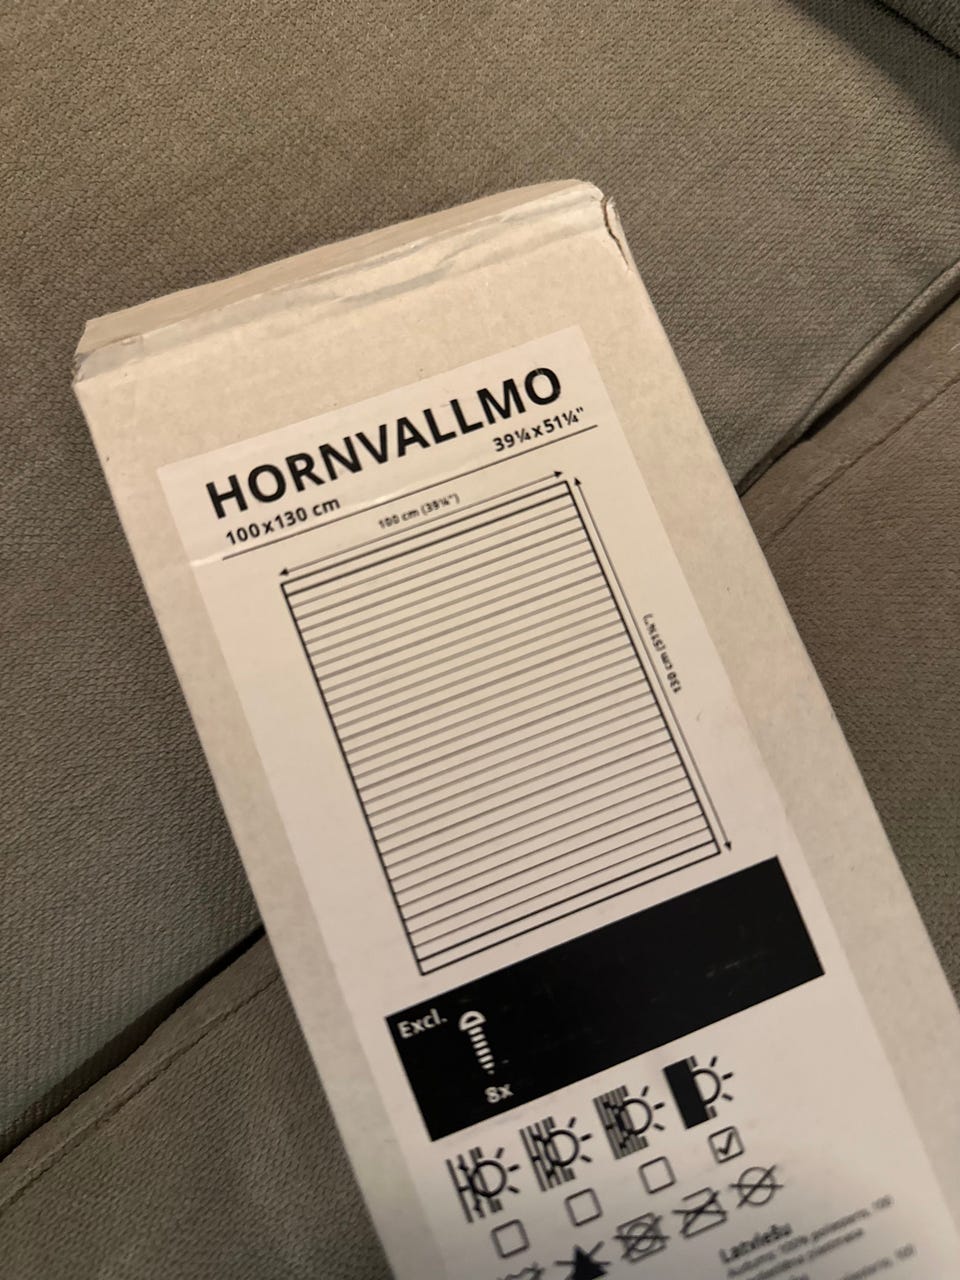 HORNVALLMO
100x130 cm 39¼x51¼"
100 cm (39¼")
130 cm (51¼")
Excl.
8x
Latviešu